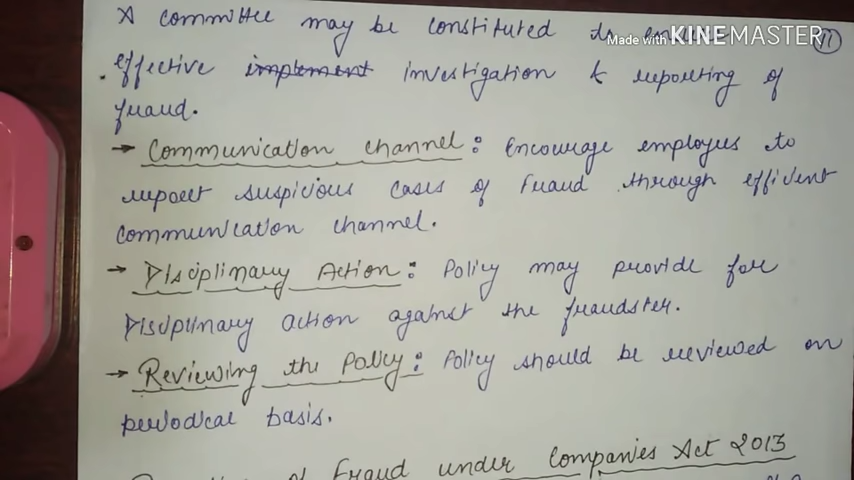 A committee may be constituted to
effective implement investigation & reporting of
fraud.
→ Communication channel: Encourage employees to
report suspicious cases of Fraud through efficient
communication channel.
→ Disciplinary Action: Policy may provide for
Disciplinary action against the fraudster.
→ Reviewing the Policy: Policy should be reviewed on
periodical basis.
of Fraud under Companies Act 2013
Made with KINEMASTER